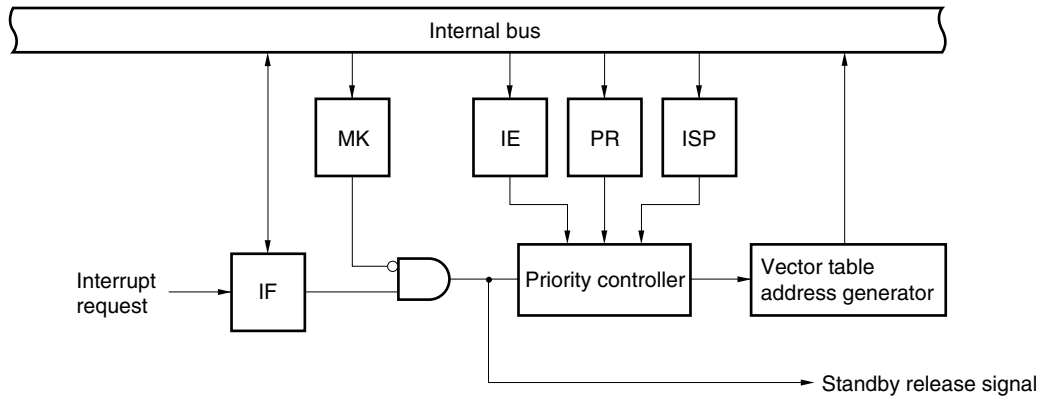 Internal bus
MK
IE
PR
ISP
Interrupt
request
IF
Priority controller
Vector table
address generator
Standby release signal